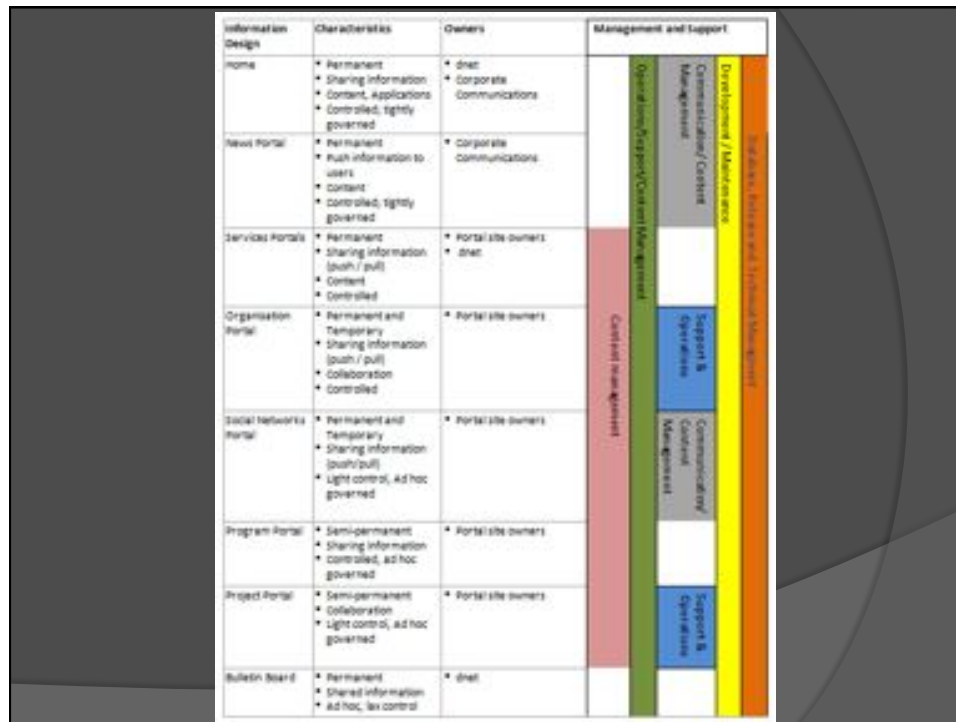 Information Design
Characteristics
Owners
Management and Support
Home
• Permanent
• Sharing information
• Content, Applications
• Controlled, tightly
governed
• dnet
• Corporate
Communications
News Portal
• Permanent
• Push information to
users
• Content
• Controlled, tightly
governed
• Corporate
Communications
Services Portals
• Permanent
• Sharing information
(push / pull)
• Content
• Controlled
• Portal site owners
• dnet
Organisation
Portal
• Permanent and
Temporary
• Sharing information
(push / pull)
• Collaboration
• Controlled
• Portal site owners
Social Networks
Portal
• Permanent and
Temporary
• Sharing information
(push/pull)
• Light control, Ad hoc
governed
• Portal site owners
Program Portal
• Semi-permanent
• Sharing information
• Controlled, ad hoc
governed
• Portal site owners
Project Portal
• Semi-permanent
• Collaboration
• Light control, ad hoc
governed
• Portal site owners
Bulletin Board
• Permanent
• Shared information
• Ad hoc, lax control
• dnet
Content management
Operations/Support/Content Management
Communication/ Content
Management
Support &
Operations
Communication/
Content
Management
Support &
Operations
Development / Maintenance
Database, and Technical